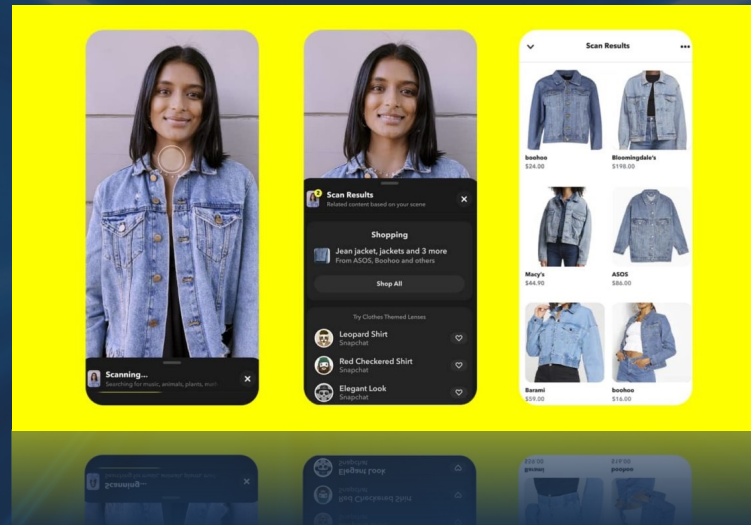 Scanning...
Searching for music, animals, plants, math
Scan Results
Related content based on your scene
Shopping
Jean jacket, jackets and 3 more
From ASOS, Boohoo and others
Shop All
Try Clothes Themed Lenses
Leopard Shirt
Snapchat
Red Checkered Shirt
Snapchat
Elegant Look
Snapchat
Scan Results
boohoo
$24.00
Bloomingdale's
$198.00
Macy's
$44.90
ASOS
$86.00
Barami
$59.00
boohoo
$16.00